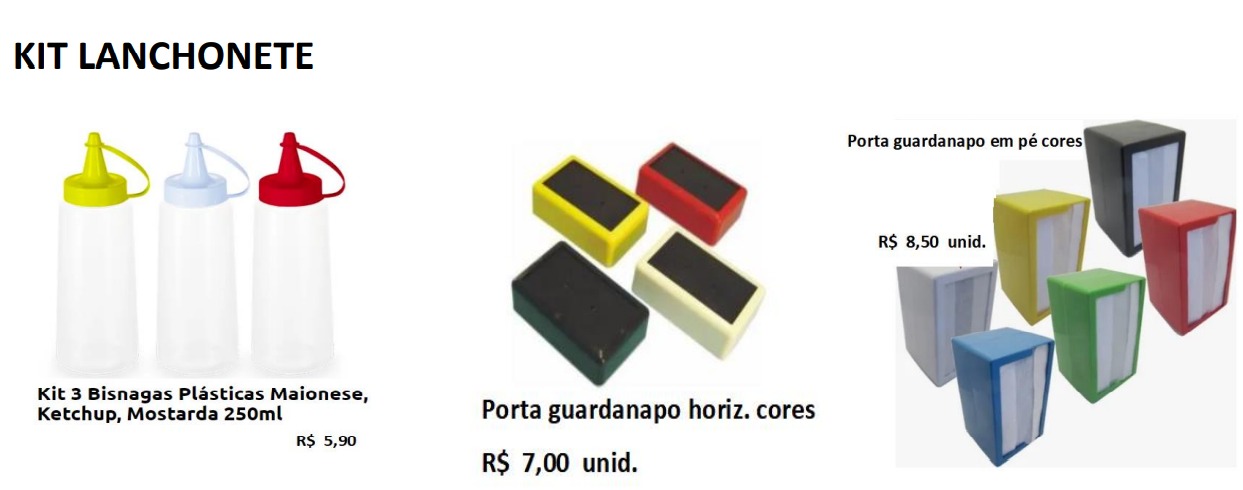 KIT LANCHONETE
Kit 3 Bisnagas Plásticas Maionese,
Ketchup, Mostarda 250ml
R$ 5,90
Porta guardanapo horiz. cores
R$ 7,00 unid.
Porta guardanapo em pé cores
R$ 8,50 unid.